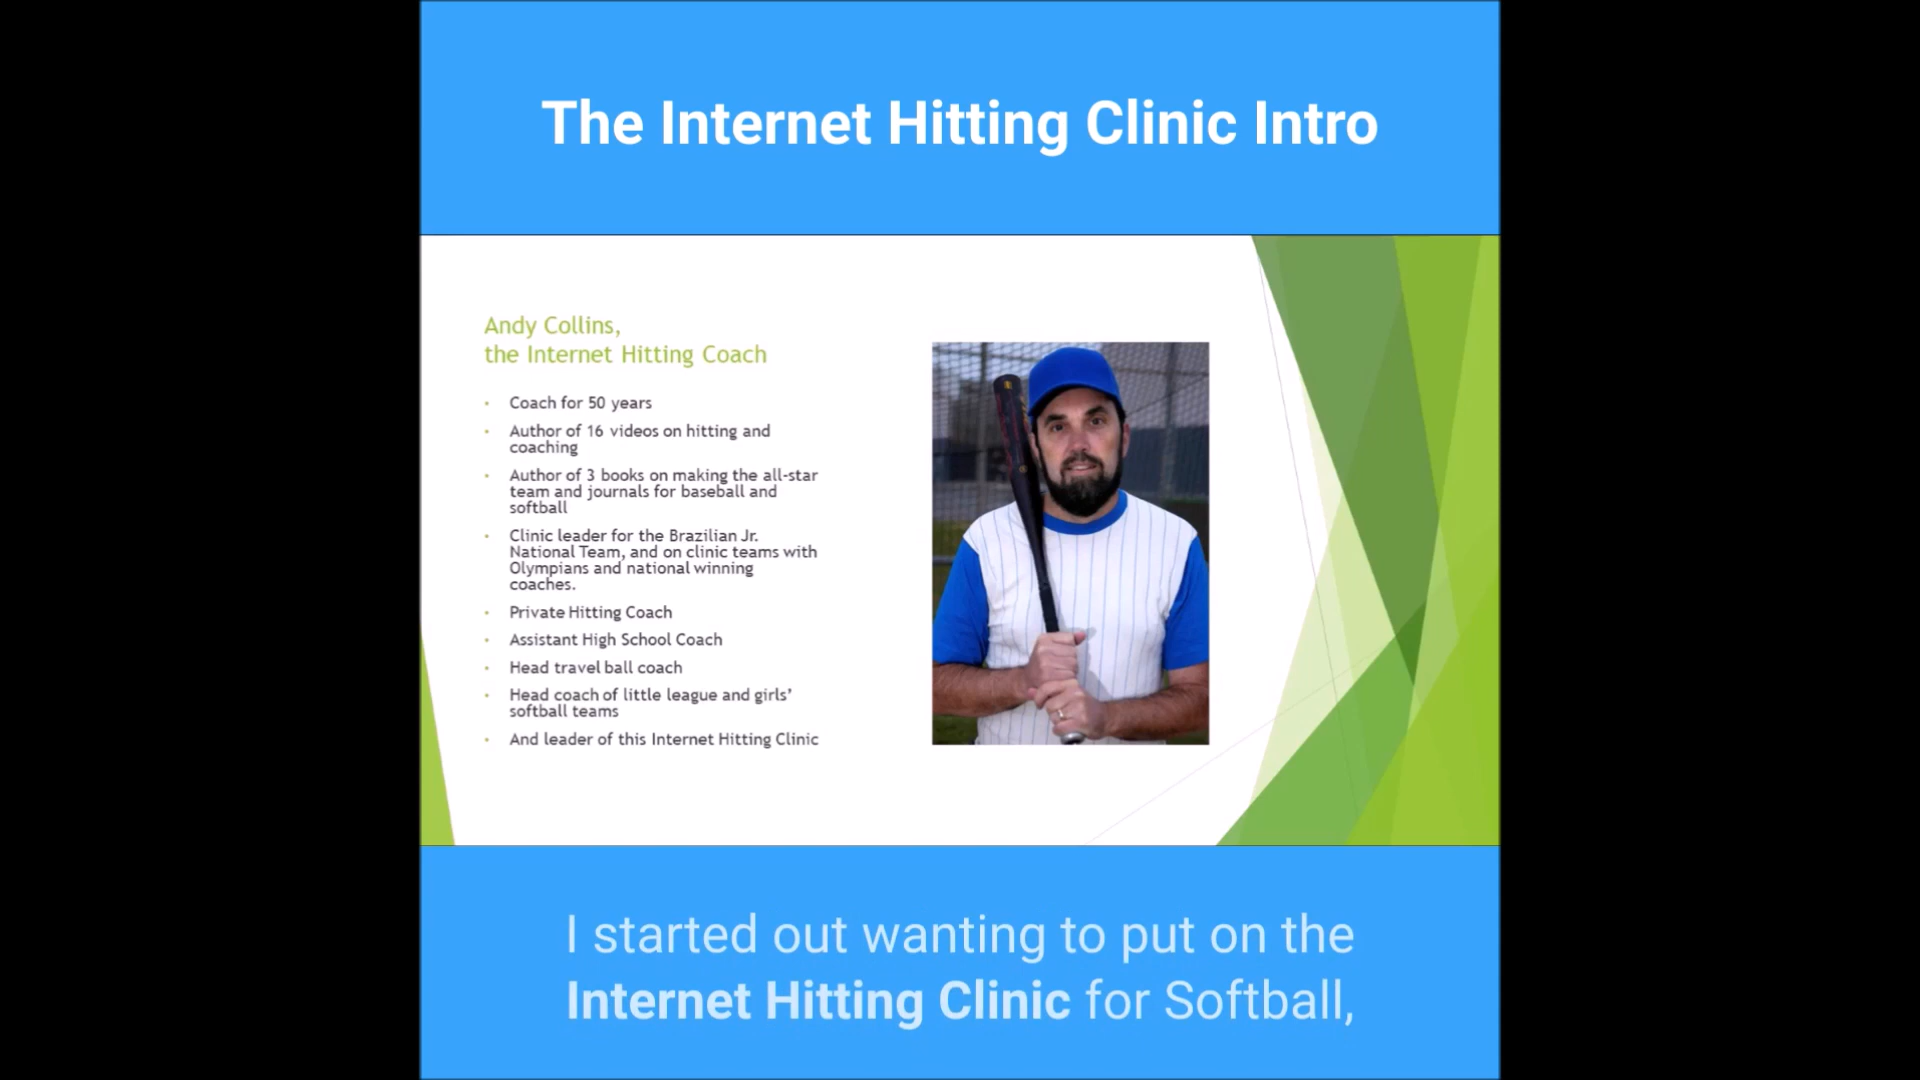 The Internet Hitting Clinic Intro
Andy Collins,
the Internet Hitting Coach
• Coach for 50 years
• Author of 16 videos on hitting and
coaching
• Author of 3 books on making the all-star
team and journals for baseball and
softball
• Clinic leader for the Brazilian Jr.
National Team, and on clinic teams with
Olympians and national winning
coaches.
• Private Hitting Coach
• Assistant High School Coach
• Head travel ball coach
• Head coach of little league and girls’
softball teams
• And leader of this Internet Hitting Clinic
I started out wanting to put on the
Internet Hitting Clinic for Softball,